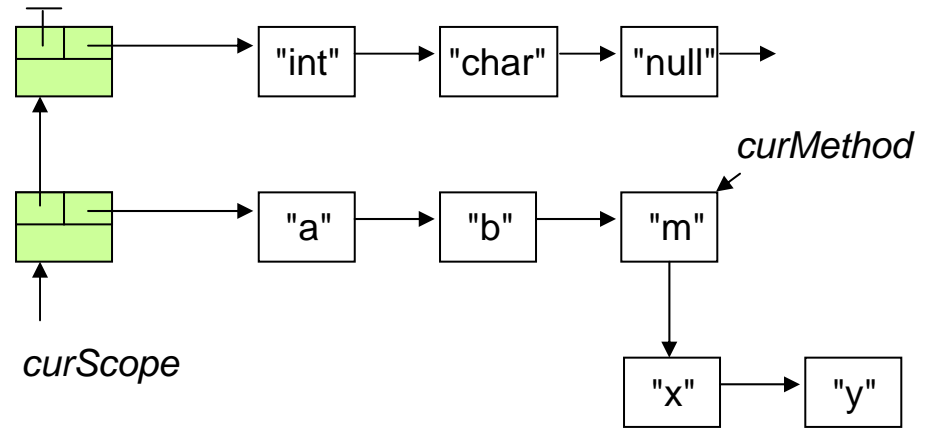 "int" "char" "null"
curMethod
"a" "b" "m"
curScope
"x" "y"